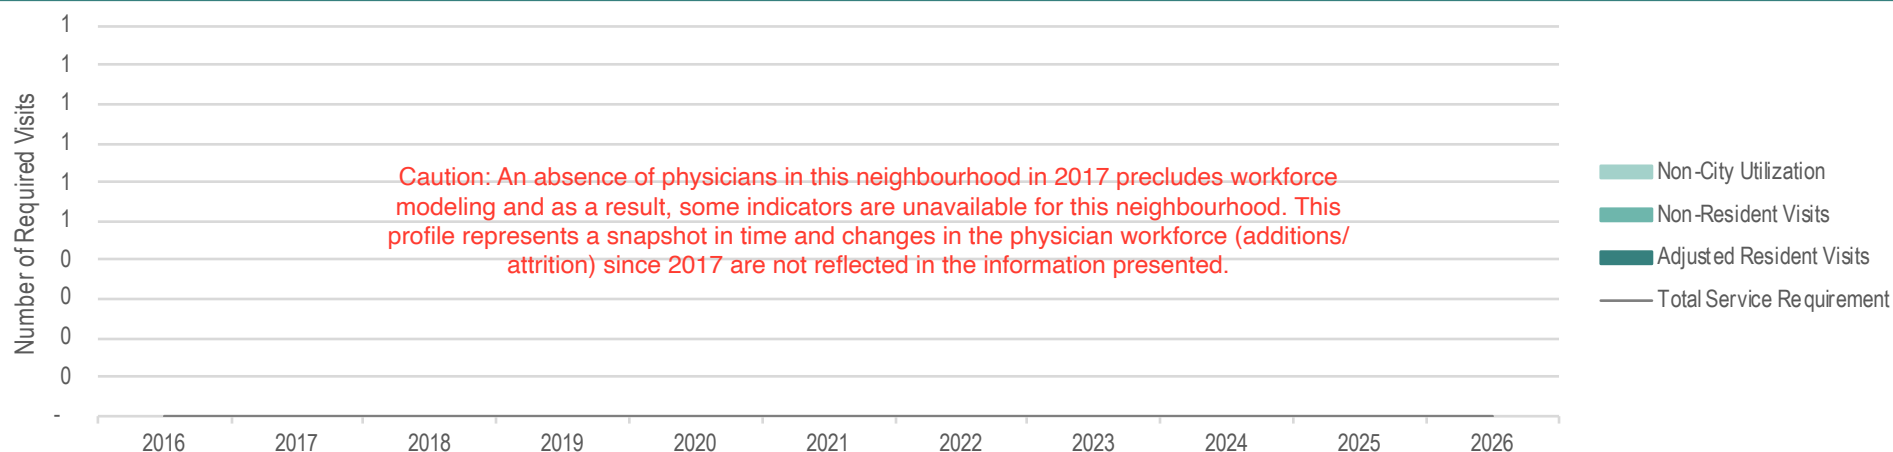 Number of Required Visits
1
1
1
1
1
1
0
0
0
0
-
Caution: An absence of physicians in this neighbourhood in 2017 precludes workforce
modeling and as a result, some indicators are unavailable for this neighbourhood. This
profile represents a snapshot in time and changes in the physician workforce (additions/
attrition) since 2017 are not reflected in the information presented.
2016 2017 2018 2019 2020 2021 2022 2023 2024 2025 2026
Non-City Utilization
Non-Resident Visits
Adjusted Resident Visits
Total Service Requirement